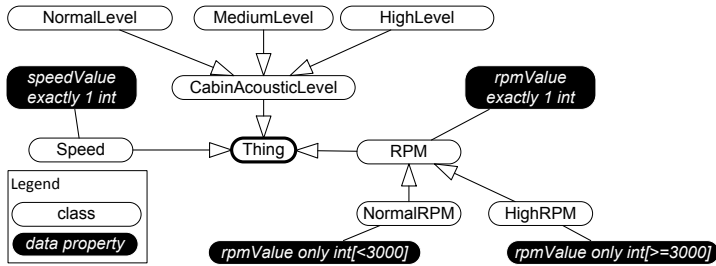 NormalLevel
MediumLevel
HighLevel
speedValue
exactly 1 int
CabinAcousticLevel
rpmValue
exactly 1 int
Speed
Thing
RPM
Legend
class
data property
NormalRPM
HighRPM
rpmValue only int[<3000]
rpmValue only int[>=3000]